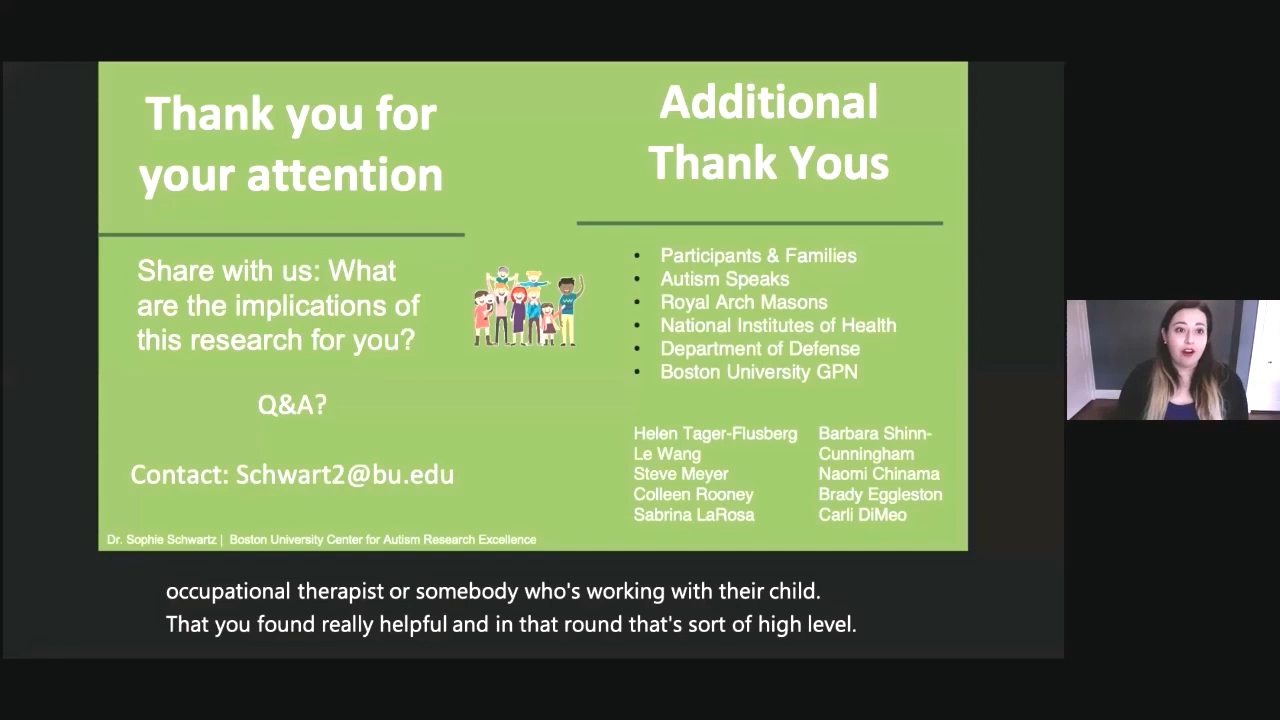 Thank you for
your attention
Share with us: What
are the implications of
this research for you?
Q&A?
Contact: Schwart2@bu.edu
Dr. Sophie Schwartz | Boston University Center for Autism Research Excellence
Additional
Thank Yous
• Participants & Families
• Autism Speaks
• Royal Arch Masons
• National Institutes of Health
• Department of Defense
• Boston University GPN
Helen Tager-Flusberg
Le Wang
Steve Meyer
Colleen Rooney
Sabrina LaRosa
Barbara Shinn-
Cunningham
Naomi Chinama
Brady Eggleston
Carli DiMeo
occupational therapist or somebody who's working with their child.
That you found really helpful and in that round that's sort of high level.